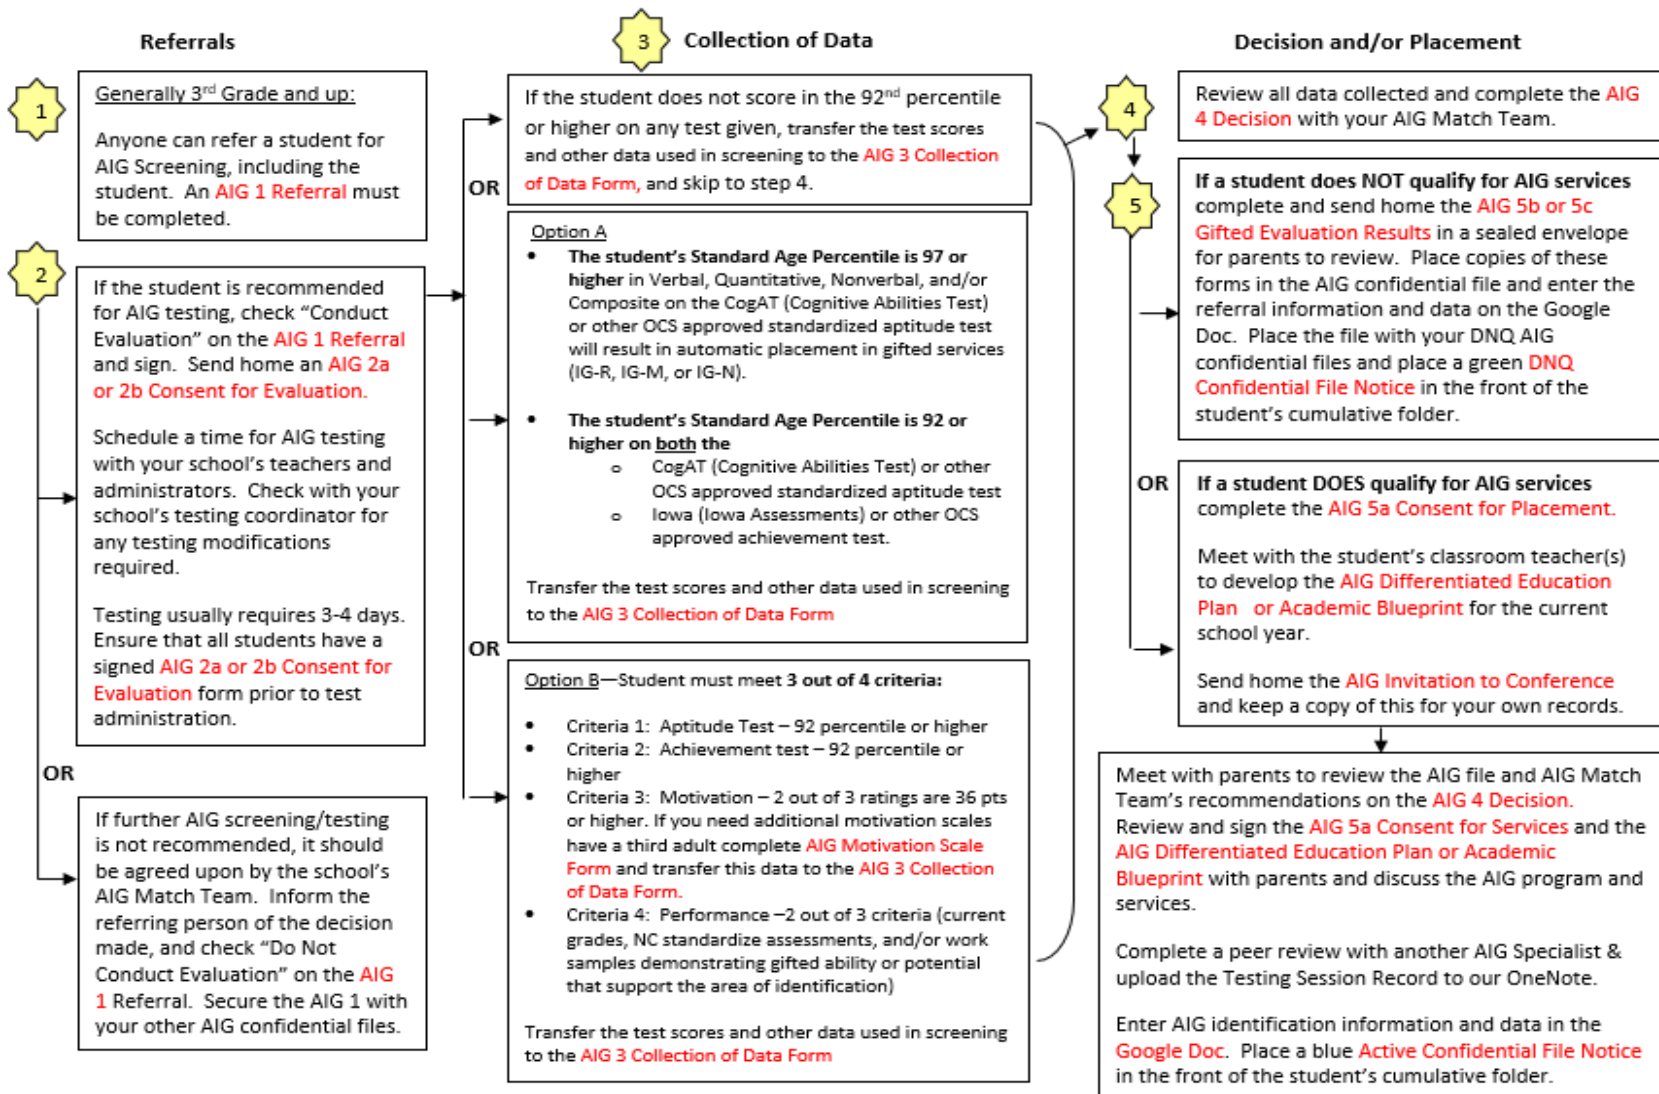 Referrals
1
Generally 3rd Grade and up:
Anyone can refer a student for
AIG Screening, including the
student.  An AIG 1 Referral must
be completed.
2
If the student is recommended
for AIG testing, check “Conduct
Evaluation” on the AIG 1 Referral
and sign.  Send home an AIG 2a
or 2b Consent for Evaluation.
Schedule a time for AIG testing
with your school’s teachers and
administrators.  Check with your
school’s testing coordinator for
any testing modifications
required.
Testing usually requires 3-4 days.
Ensure that all students have a
signed AIG 2a or 2b Consent for
Evaluation form prior to test
administration.
OR
If further AIG screening/testing
is not recommended, it should
be agreed upon by the school’s
AIG Match Team.  Inform the
referring person of the decision
made, and check “Do Not
Conduct Evaluation” on the AIG
1 Referral.  Secure the AIG 1 with
your other AIG confidential files.
3
Collection of Data
If the student does not score in the 92nd percentile
or higher on any test given, transfer the test scores
and other data used in screening to the AIG 3 Collection
of Data Form, and skip to step 4.
OR
Option A
• The student’s Standard Age Percentile is 97 or
higher in Verbal, Quantitative, Nonverbal, and/or
Composite on the CogAT (Cognitive Abilities Test)
or other OCS approved standardized aptitude test
will result in automatic placement in gifted services
(IG-R, IG-M, or IG-N).
• The student’s Standard Age Percentile is 92 or
higher on both the
o CogAT (Cognitive Abilities Test) or other
OCS approved standardized aptitude test
o Iowa (Iowa Assessments) or other OCS
approved achievement test.
Transfer the test scores and other data used in screening
to the AIG 3 Collection of Data Form
OR
Option B—Student must meet 3 out of 4 criteria:
• Criteria 1:  Aptitude Test – 92 percentile or higher
• Criteria 2:  Achievement test – 92 percentile or
higher
• Criteria 3:  Motivation – 2 out of 3 ratings are 36 pts
or higher. If you need additional motivation scales
have a third adult complete AIG Motivation Scale
Form and transfer this data to the AIG 3 Collection
of Data Form.
• Criteria 4:  Performance –2 out of 3 criteria (current
grades, NC standardize assessments, and/or work
samples demonstrating gifted ability or potential
that support the area of identification)
Transfer the test scores and other data used in screening
to the AIG 3 Collection of Data Form
Decision and/or Placement
4
Review all data collected and complete the AIG
4 Decision with your AIG Match Team.
5
If a student does NOT qualify for AIG services
complete and send home the AIG 5b or 5c
Gifted Evaluation Results in a sealed envelope
for parents to review.  Place copies of these
forms in the AIG confidential file and enter the
referral information and data on the Google
Doc.  Place the file with your DNQ AIG
confidential files and place a green DNQ
Confidential File Notice in the front of the
student’s cumulative folder.
OR
If a student DOES qualify for AIG services
complete the AIG 5a Consent for Placement.
Meet with the student’s classroom teacher(s)
to develop the AIG Differentiated Education
Plan  or Academic Blueprint for the current
school year.
Send home the AIG Invitation to Conference
and keep a copy of this for your own records.
Meet with parents to review the AIG file and AIG Match
Team’s recommendations on the AIG 4 Decision.
Review and sign the AIG 5a Consent for Services and the
AIG Differentiated Education Plan or Academic
Blueprint with parents and discuss the AIG program and
services.
Complete a peer review with another AIG Specialist &
upload the Testing Session Record to our OneNote.
Enter AIG identification information and data in the
Google Doc.  Place a blue Active Confidential File Notice
in the front of the student’s cumulative folder.